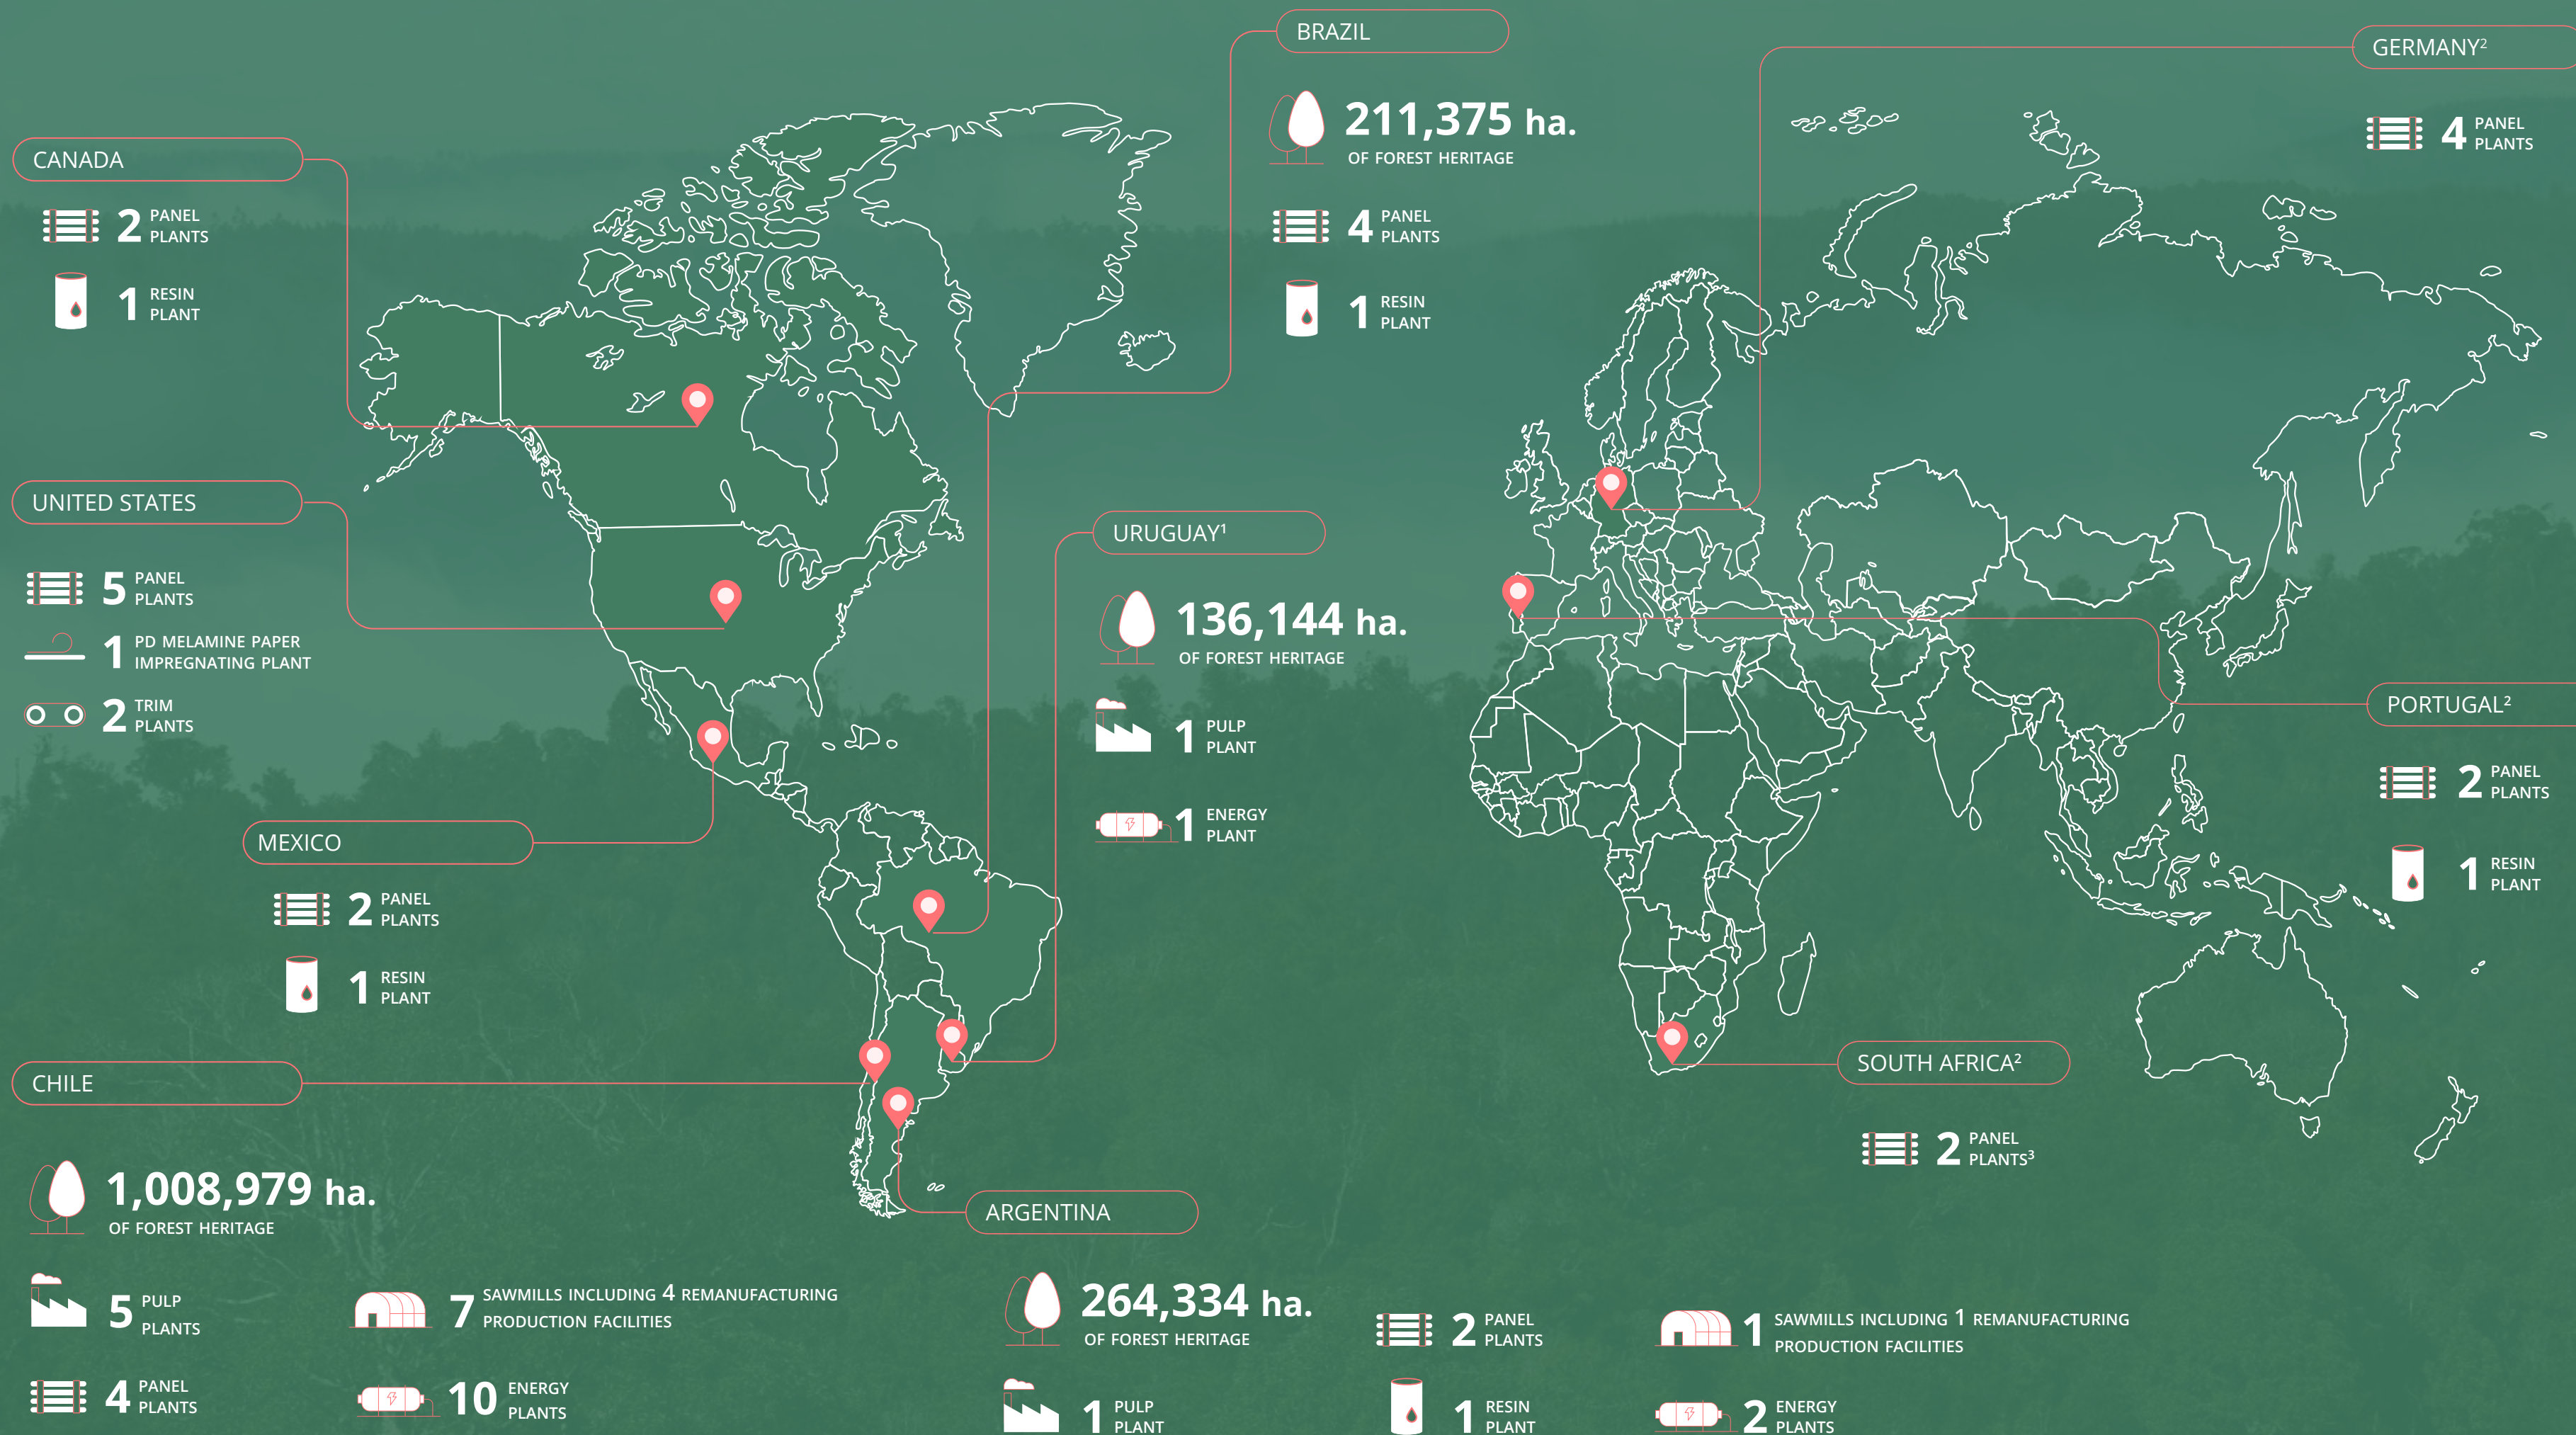 CANADA
2 PANEL
PLANTS
1 RESIN
PLANT
UNITED STATES
5 PANEL
PLANTS
1 PD MELAMINE PAPER
IMPREGNATING PLANT
2 TRIM
PLANTS
MEXICO
2 PANEL
PLANTS
1 RESIN
PLANT
BRAZIL
211,375 ha.
OF FOREST HERITAGE
4 PANEL
PLANTS
1 RESIN
PLANT
URUGUAY¹
136,144 ha.
OF FOREST HERITAGE
1 PULP
PLANT
1 ENERGY
PLANT
GERMANY²
4 PANEL
PLANTS
PORTUGAL²
2 PANEL
PLANTS
1 RESIN
PLANT
SOUTH AFRICA²
2 PANEL
PLANTS³
CHILE
1,008,979 ha.
OF FOREST HERITAGE
5 PULP
PLANTS
7 SAWMILLS INCLUDING 4 REMANUFACTURING
PRODUCTION FACILITIES
4 PANEL
PLANTS
10 ENERGY
PLANTS
ARGENTINA
264,334 ha.
OF FOREST HERITAGE
2 PANEL
PLANTS
1 SAWMILLS INCLUDING 1 REMANUFACTURING
PRODUCTION FACILITIES
1 PULP
PLANT
1 RESIN
PLANT
2 ENERGY
PLANTS